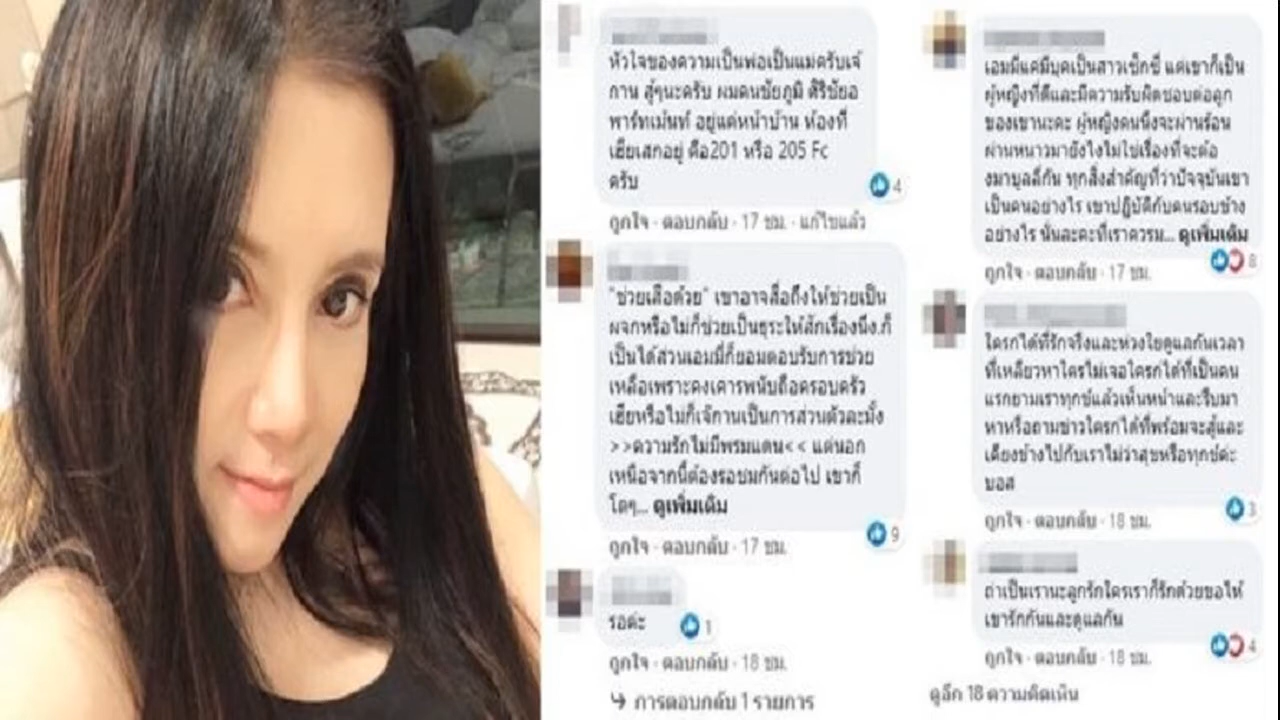 หัวใจของความเป็นพ่อเป็นแม่ครับเจ้
กาน สู้ๆนะครับ ผมคนชัยภูมิ ศิริชัยอ
พาร์ทเม้นท์ อยู่แค่หน้าบ้าน ห้องที่
เฮียเสกอยู่ คือ201 หรือ 205 Fc
ครับ
4
ถูกใจ · ตอบกลับ · 17 ชม. · แก้ไขแล้ว
"ช่วยเสือด้วย" เขาอาจสื่อถึงให้ช่วยเป็น
ผจกหรือไม่ก็ช่วยเป็นธุระให้สักเรื่องนึง.ก็
เป็นได้ส่วนเอมมี่ก็ยอมตอบรับการช่วย
เหลือเพราะคงเคารพนับถือครอบครัว
เฮียหรือไม่ก็เจ๊กานเป็นการส่วนตัวละมั้ง
>>ความรักไม่มีพรมแดน<< แต่นอก
เหนือจากนี้ต้องรอชมกันต่อไป เขาก็
โตๆ... ดูเพิ่มเติม
9
ถูกใจ · ตอบกลับ · 17 ชม.
รอค่ะ
1
ถูกใจ · ตอบกลับ · 18 ชม.
การตอบกลับ 1 รายการ
เอมมี่แค่มีบุคเป็นสาวเซ็กซี่ แต่เขาก็เป็น
ผู้หญิงที่ดีและมีความรับผิดชอบต่อลูก
ของเขานะคะ ผู้หญิงคนนึงจะผ่านร้อน
ผ่านหนาวมายังไงไม่ใช่เรื่องที่จะต้อ
งมาบูลลี่กัน ทุกสิ่งสำคัญที่ว่าปัจจุบันเขา
เป็นคนอย่างไร เขาปฏิบัติกับคนรอบข้าง
อย่างไร นั่นละคะที่เราควรม... ดูเพิ่มเติม
8
ถูกใจ · ตอบกลับ · 17 ชม.
ใครก็ได้ที่รักจริงและห่วงใยดูแลกันเวลา
ที่เหลียวหาใครไม่เจอใครก็ได้ที่เป็นคน
แรกยามเราทุกข์แล้วเห็นหน้าและรีบมา
หาหรือถามข่าวใครก็ได้ที่พร้อมจะสู้และ
เคียงข้างไปกับเราไม่ว่าสุขหรือทุกข์ค่ะ
บอส
3
ถูกใจ · ตอบกลับ · 18 ชม.
ถ้าเป็นเรานะลูกรักใครเราก็รักด้วยขอให้
เขารักกันและดูแลกัน
4
ถูกใจ · ตอบกลับ · 18 ชม.
ดูอีก 18 ความคิดเห็น